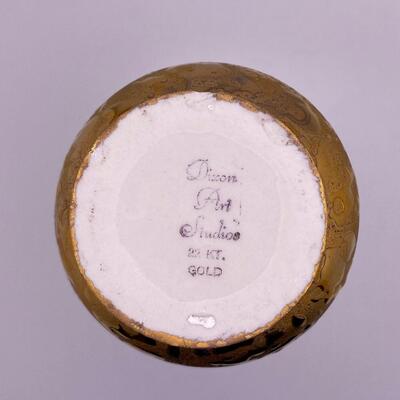 Dixon
Art
Studios
22 KT.
GOLD